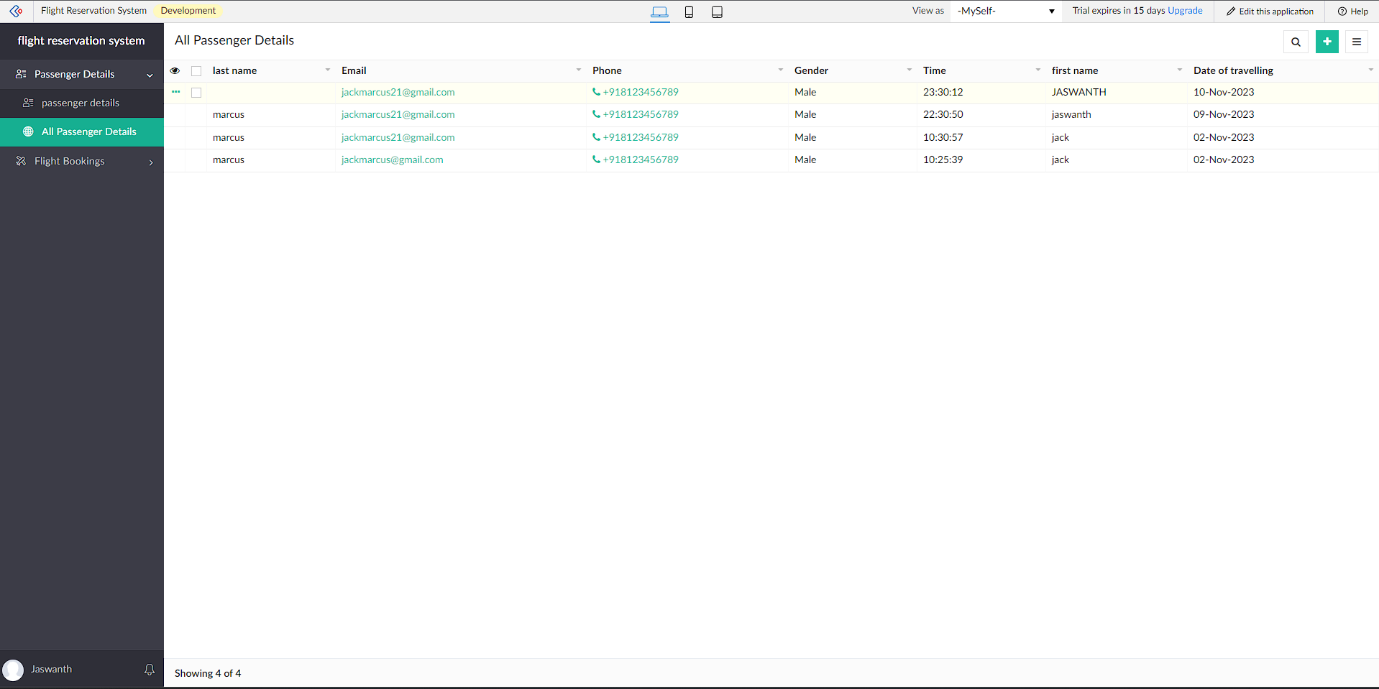 Flight Reservation System Development View as -MySelf- Trial expires in 15 days Upgrade Edit this application Help
flight reservation system
All Passenger Details
Passenger Details
passenger details
All Passenger Details
Flight Bookings
last name Email Phone Gender Time first name Date of travelling
jackmarcus21@gmail.com +918123456789 Male 23:30:12 JASWANTH 10-Nov-2023
marcus jackmarcus21@gmail.com +918123456789 Male 22:30:50 jaswanth 09-Nov-2023
marcus jackmarcus21@gmail.com +918123456789 Male 10:30:57 jack 02-Nov-2023
marcus jackmarcus@gmail.com +918123456789 Male 10:25:39 jack 02-Nov-2023
Jaswanth
Showing 4 of 4